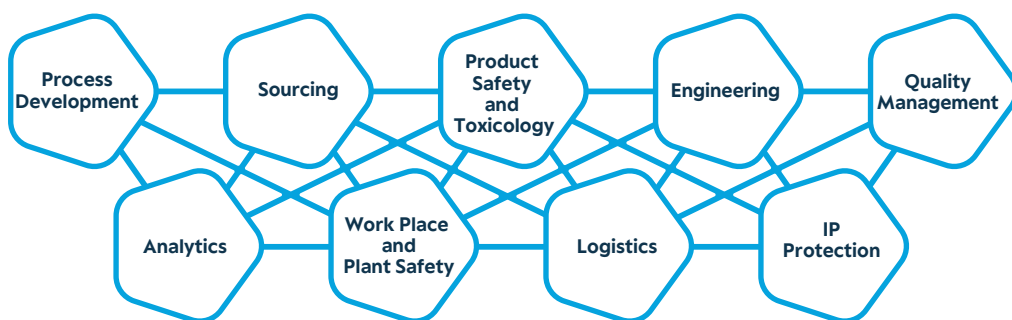 Process
Development
Sourcing
Product
Safety
and
Toxicology
Engineering
Quality
Management
Analytics
Work Place
and
Plant Safety
Logistics
IP
Protection